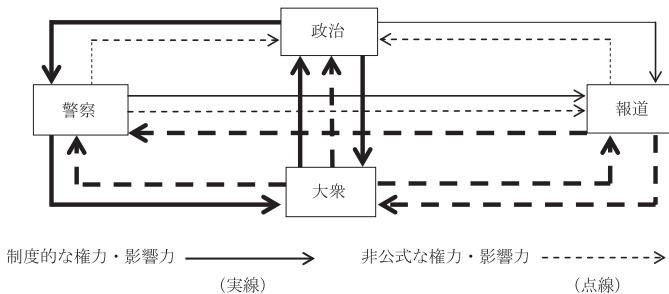 政治
警察
報道
大衆
制度的な権力・影響力
(実線)
非公式な権力・影響力
(点線)